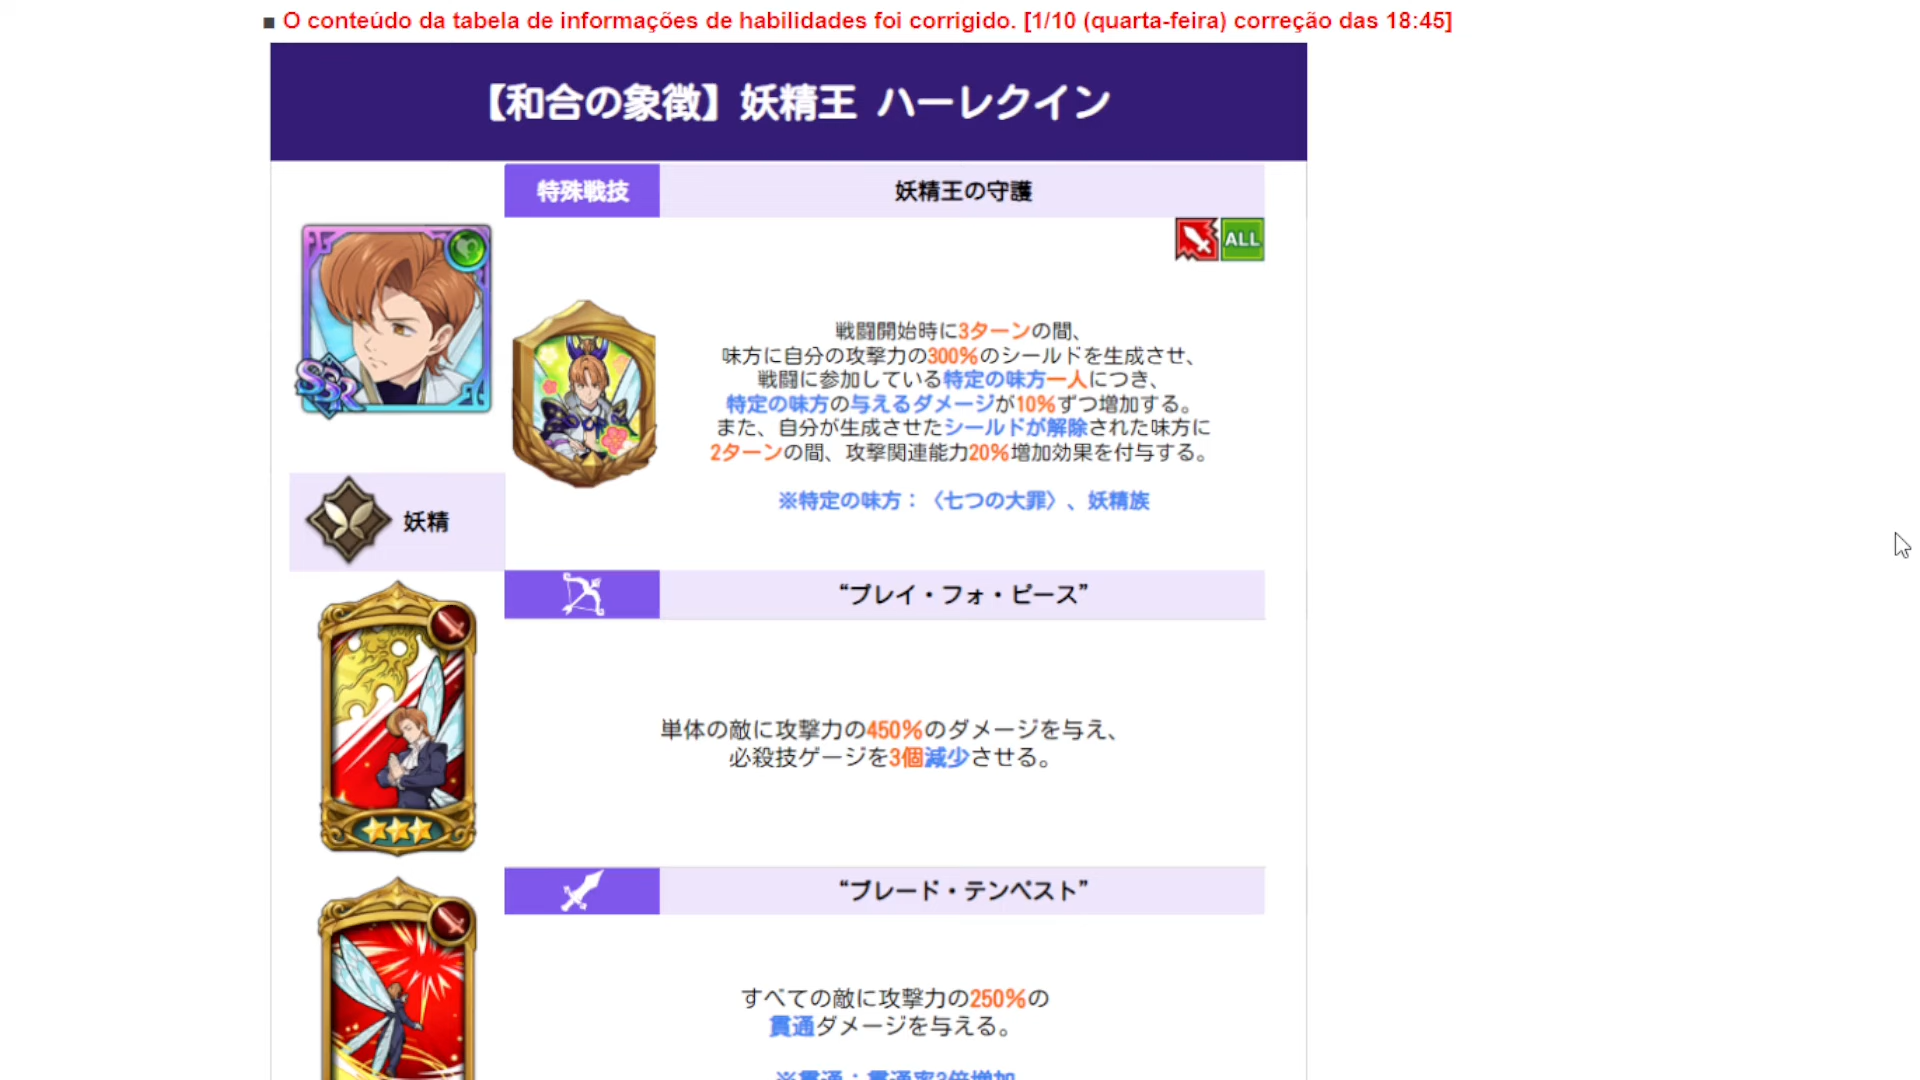 ■ O conteúdo da tabela de informações de habilidades foi corrigido. [1/10 (quarta-feira) correção das 18:45]
【和合の象徴】妖精王 ハーレクイン
特殊戦技
妖精王の守護
ALL
SSR
戦闘開始時に3ターンの間、
味方に自分の攻撃力の300%のシールドを生成させ、
戦闘に参加している特定の味方一人につき、
特定の味方の与えるダメージが10%ずつ増加する。
また、自分が生成させたシールドが解除された味方に
2ターンの間、攻撃関連能力20%増加効果を付与する。
※特定の味方：〈七つの大罪〉、妖精族
妖精
“プレイ・フォ・ピース”
単体の敵に攻撃力の450%のダメージを与え、
必殺技ゲージを3個減少させる。
“ブレード・テンペスト”
すべての敵に攻撃力の250%の
貫通ダメージを与える。
※貫通：貫通率3倍増加